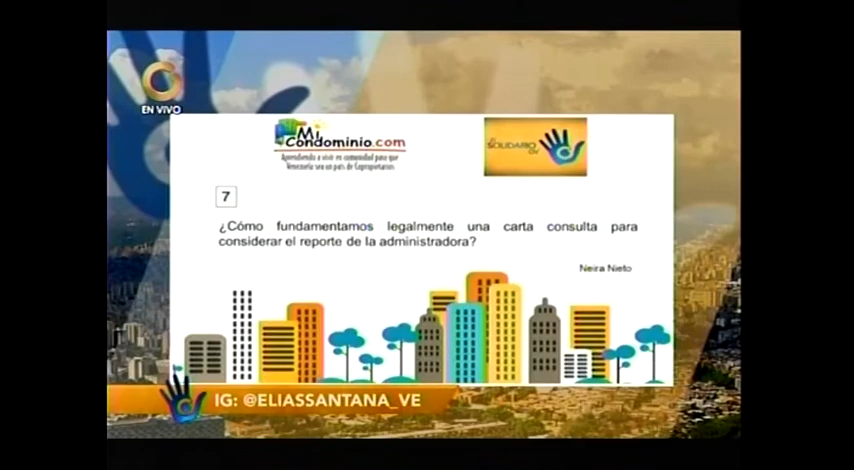 EN VIVO
Mi
Condominio.com
Aprendiendo a vivir en comunidad para que
Venezuela sea un país de Copropietarios
SOLIDARIO
7
¿Cómo fundamentamos legalmente una carta consulta para
considerar el reporte de la administradora?
Neira Nieto
IG: @ELIASSANTANA_VE